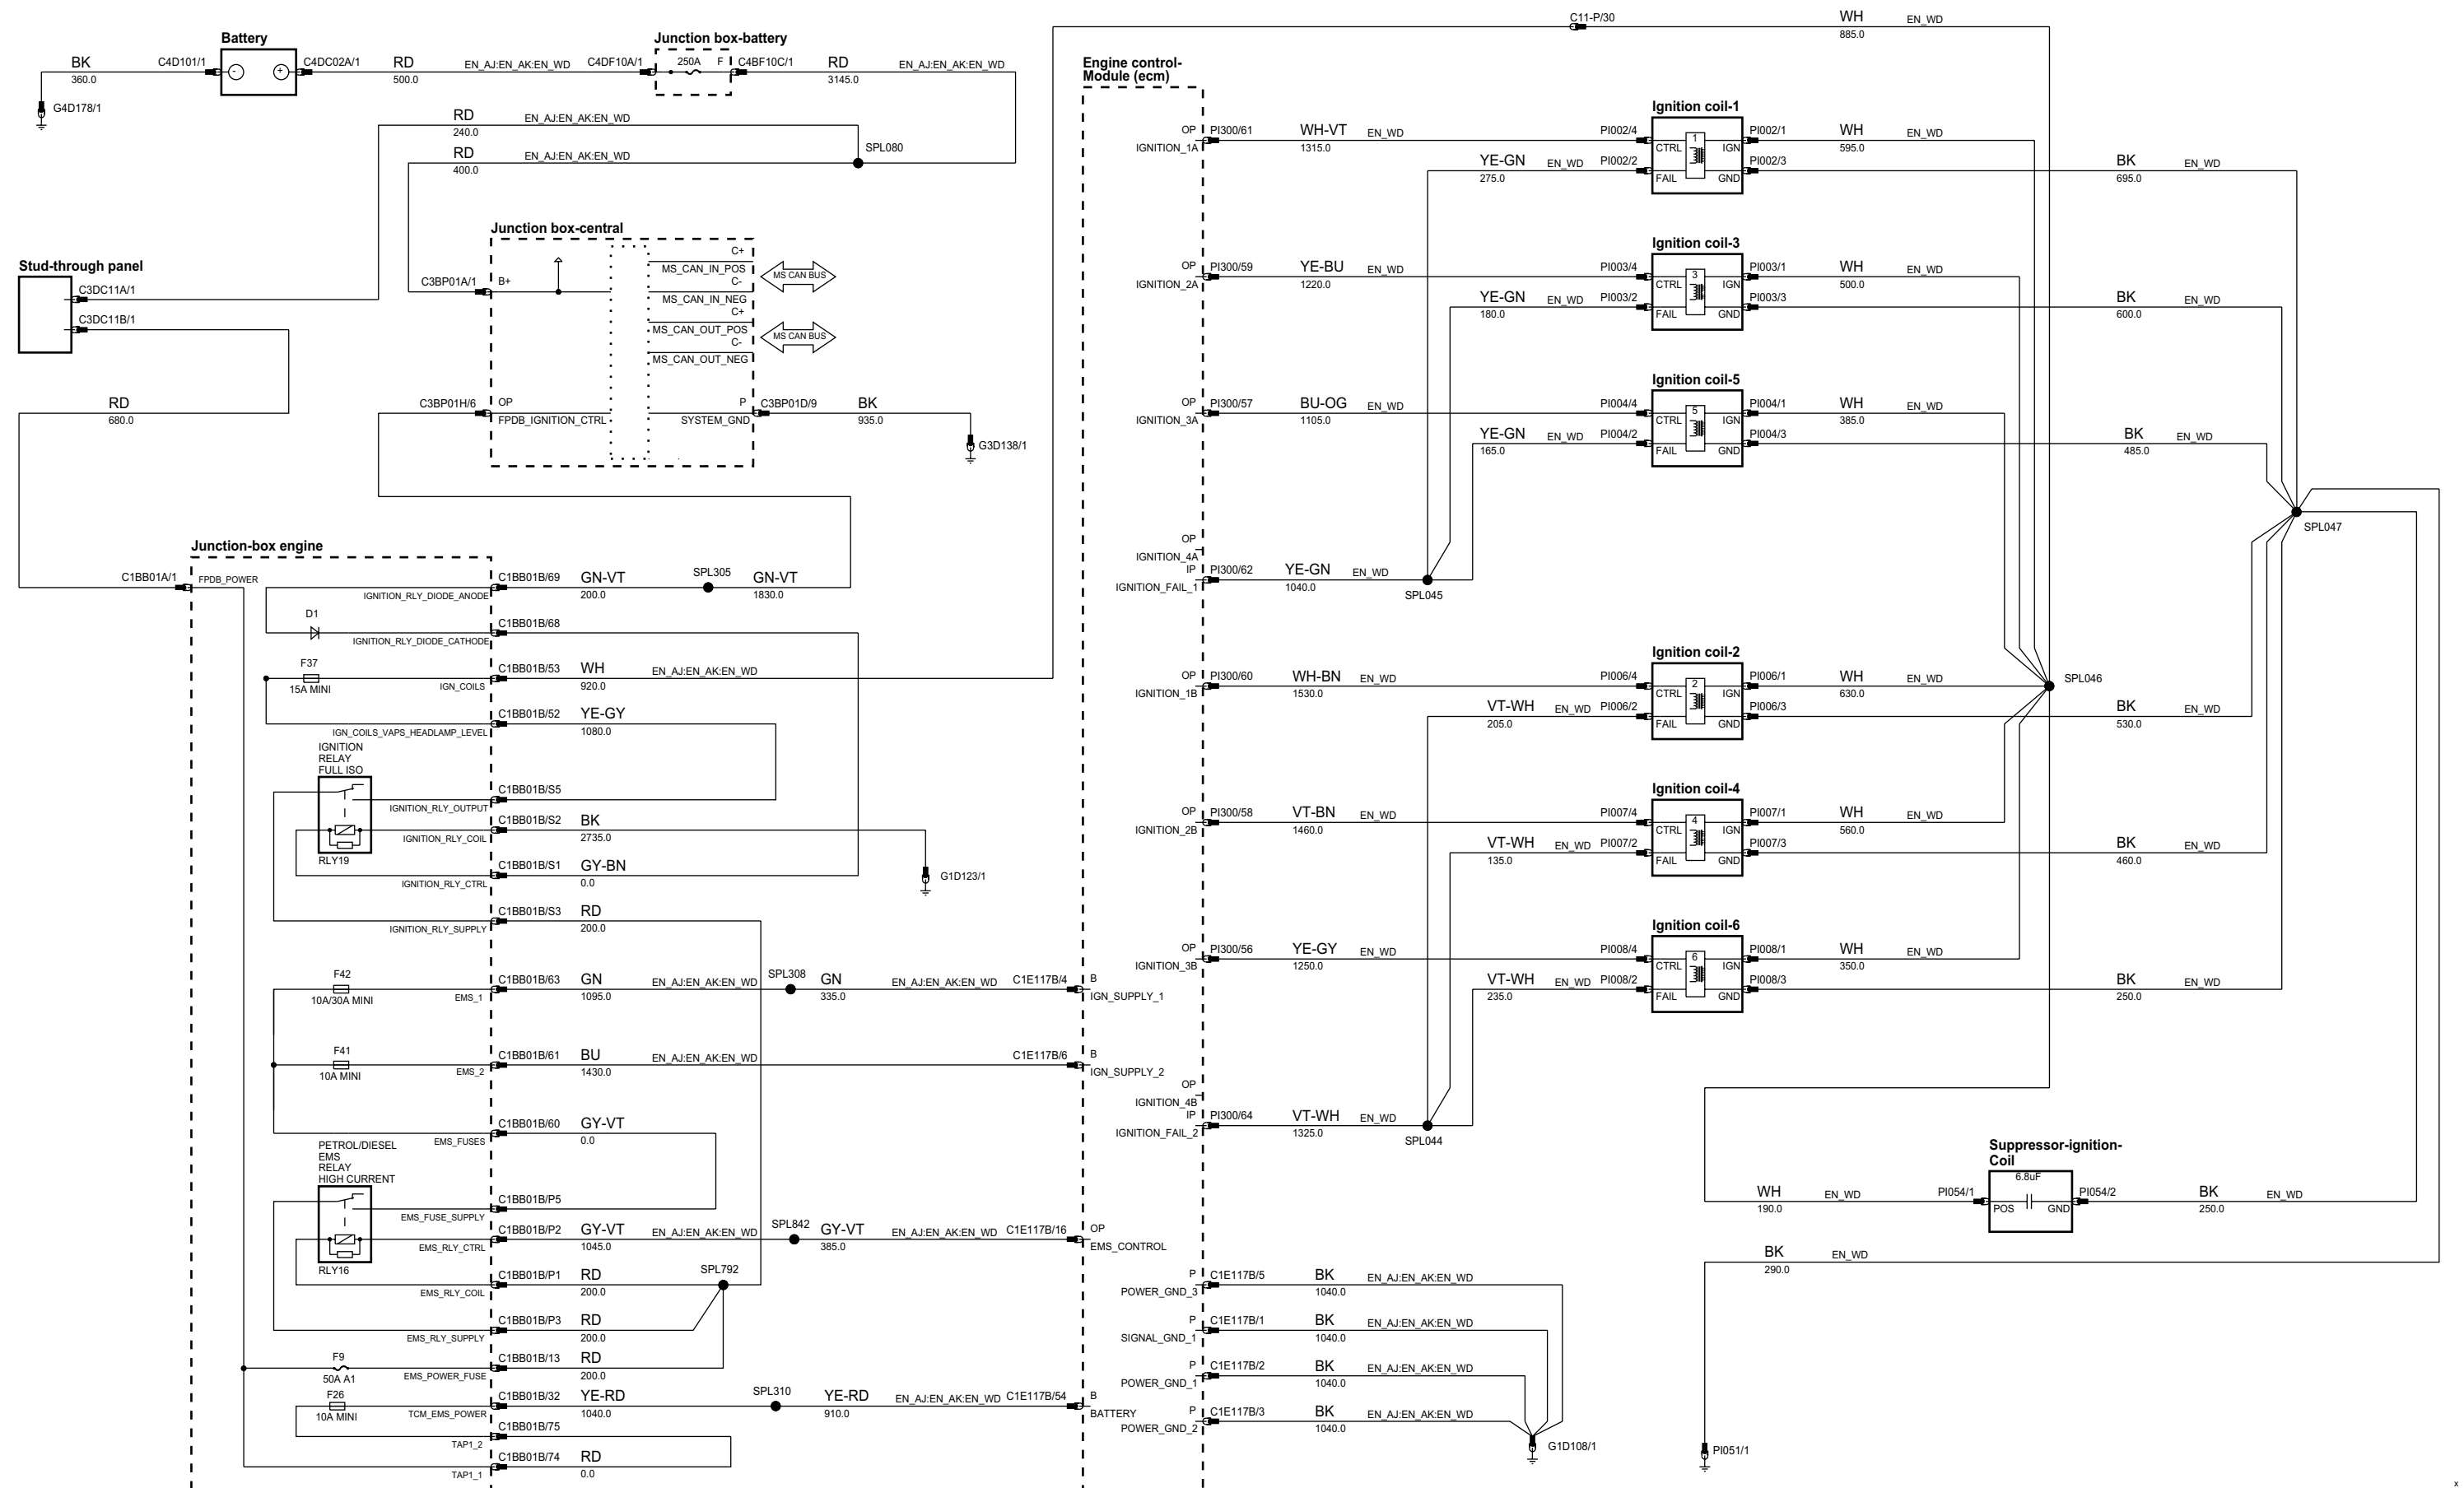 Battery
BK
360.0
C4D101/1
-
+
C4DC02A/1
RD
500.0
EN_AJ:EN_AK:EN_WD
C4DF10A/1
G4D178/1
Junction box-battery
250A
F
C4BF10C/1
RD
3145.0
EN_AJ:EN_AK:EN_WD
RD
240.0
EN_AJ:EN_AK:EN_WD
RD
400.0
EN_AJ:EN_AK:EN_WD
SPL080
Stud-through panel
C3DC11A/1
C3DC11B/1
RD
680.0
Junction box-central
C3BP01A/1
B+
C+
MS_CAN_IN_POS
C-
MS_CAN_IN_NEG
C+
MS_CAN_OUT_POS
C-
MS_CAN_OUT_NEG
MS CAN BUS
MS CAN BUS
C3BP01H/6
OP
FPDB_IGNITION_CTRL
P
SYSTEM_GND
C3BP01D/9
BK
935.0
G3D138/1
Junction-box engine
C1BB01A/1
FPDB_POWER
C1BB01B/69
GN-VT
200.0
SPL305
GN-VT
1830.0
IGNITION_RLY_DIODE_ANODE
D1
C1BB01B/68
IGNITION_RLY_DIODE_CATHODE
F37
15A MINI
C1BB01B/53
WH
920.0
EN_AJ:EN_AK:EN_WD
IGN_COILS
C1BB01B/52
YE-GY
1080.0
IGN_COILS_VAPS_HEADLAMP_LEVEL
IGNITION
RELAY
FULL ISO
RLY19
C1BB01B/S5
IGNITION_RLY_OUTPUT
C1BB01B/S2
BK
2735.0
IGNITION_RLY_COIL
C1BB01B/S1
GY-BN
0.0
IGNITION_RLY_CTRL
G1D123/1
C1BB01B/S3
RD
200.0
IGNITION_RLY_SUPPLY
F42
10A/30A MINI
C1BB01B/63
GN
1095.0
EN_AJ:EN_AK:EN_WD
EMS_1
SPL308
GN
335.0
EN_AJ:EN_AK:EN_WD
C1E117B/4
B
IGN_SUPPLY_1
F41
10A MINI
C1BB01B/61
BU
1430.0
EN_AJ:EN_AK:EN_WD
EMS_2
C1E117B/6
B
IGN_SUPPLY_2
C1BB01B/60
GY-VT
0.0
EMS_FUSES
PETROL/DIESEL
EMS
RELAY
HIGH CURRENT
RLY16
C1BB01B/P5
EMS_FUSE_SUPPLY
C1BB01B/P2
GY-VT
1045.0
EN_AJ:EN_AK:EN_WD
EMS_RLY_CTRL
SPL842
GY-VT
385.0
EN_AJ:EN_AK:EN_WD
C1E117B/16
OP
EMS_CONTROL
C1BB01B/P1
RD
200.0
EMS_RLY_COIL
SPL792
C1BB01B/P3
RD
200.0
EMS_RLY_SUPPLY
F9
50A A1
C1BB01B/13
RD
200.0
EMS_POWER_FUSE
F26
10A MINI
C1BB01B/32
YE-RD
1040.0
TCM_EMS_POWER
SPL310
YE-RD
910.0
EN_AJ:EN_AK:EN_WD
C1E117B/54
B
BATTERY
C1BB01B/75
TAP1_2
C1BB01B/74
RD
0.0
TAP1_1
Engine control-
Module (ecm)
OP
IGNITION_1A
PI300/61
WH-VT
1315.0
EN_WD
OP
IGNITION_2A
PI300/59
YE-BU
1220.0
EN_WD
OP
IGNITION_3A
PI300/57
BU-OG
1105.0
EN_WD
OP
IGNITION_4A
IP
IGNITION_FAIL_1
PI300/62
YE-GN
1040.0
EN_WD
SPL045
OP
IGNITION_1B
PI300/60
WH-BN
1530.0
EN_WD
OP
IGNITION_2B
PI300/58
VT-BN
1460.0
EN_WD
OP
IGNITION_3B
PI300/56
YE-GY
1250.0
EN_WD
OP
IGNITION_4B
IP
IGNITION_FAIL_2
PI300/64
VT-WH
1325.0
EN_WD
SPL044
P
POWER_GND_3
C1E117B/5
BK
1040.0
EN_AJ:EN_AK:EN_WD
P
SIGNAL_GND_1
C1E117B/1
BK
1040.0
EN_AJ:EN_AK:EN_WD
P
POWER_GND_1
C1E117B/2
BK
1040.0
EN_AJ:EN_AK:EN_WD
P
POWER_GND_2
C1E117B/3
BK
1040.0
EN_AJ:EN_AK:EN_WD
G1D108/1
C11-P/30
WH
885.0
EN_WD
Ignition coil-1
PI002/4
YE-GN
275.0
EN_WD
PI002/2
1
CTRL
IGN
FAIL
GND
PI002/1
WH
595.0
EN_WD
PI002/3
BK
695.0
EN_WD
Ignition coil-3
PI003/4
YE-GN
180.0
EN_WD
PI003/2
3
CTRL
IGN
FAIL
GND
PI003/1
WH
500.0
EN_WD
PI003/3
BK
600.0
EN_WD
Ignition coil-5
PI004/4
YE-GN
165.0
EN_WD
PI004/2
5
CTRL
IGN
FAIL
GND
PI004/1
WH
385.0
EN_WD
PI004/3
BK
485.0
EN_WD
SPL047
Ignition coil-2
PI006/4
VT-WH
205.0
EN_WD
PI006/2
2
CTRL
IGN
FAIL
GND
PI006/1
WH
630.0
EN_WD
PI006/3
BK
530.0
EN_WD
SPL046
Ignition coil-4
PI007/4
VT-WH
135.0
EN_WD
PI007/2
4
CTRL
IGN
FAIL
GND
PI007/1
WH
560.0
EN_WD
PI007/3
BK
460.0
EN_WD
Ignition coil-6
PI008/4
VT-WH
235.0
EN_WD
PI008/2
6
CTRL
IGN
FAIL
GND
PI008/1
WH
350.0
EN_WD
PI008/3
BK
250.0
EN_WD
Suppressor-ignition-
Coil
6.8uF
WH
190.0
EN_WD
PI054/1
POS
GND
PI054/2
BK
250.0
EN_WD
BK
290.0
EN_WD
PI051/1
x